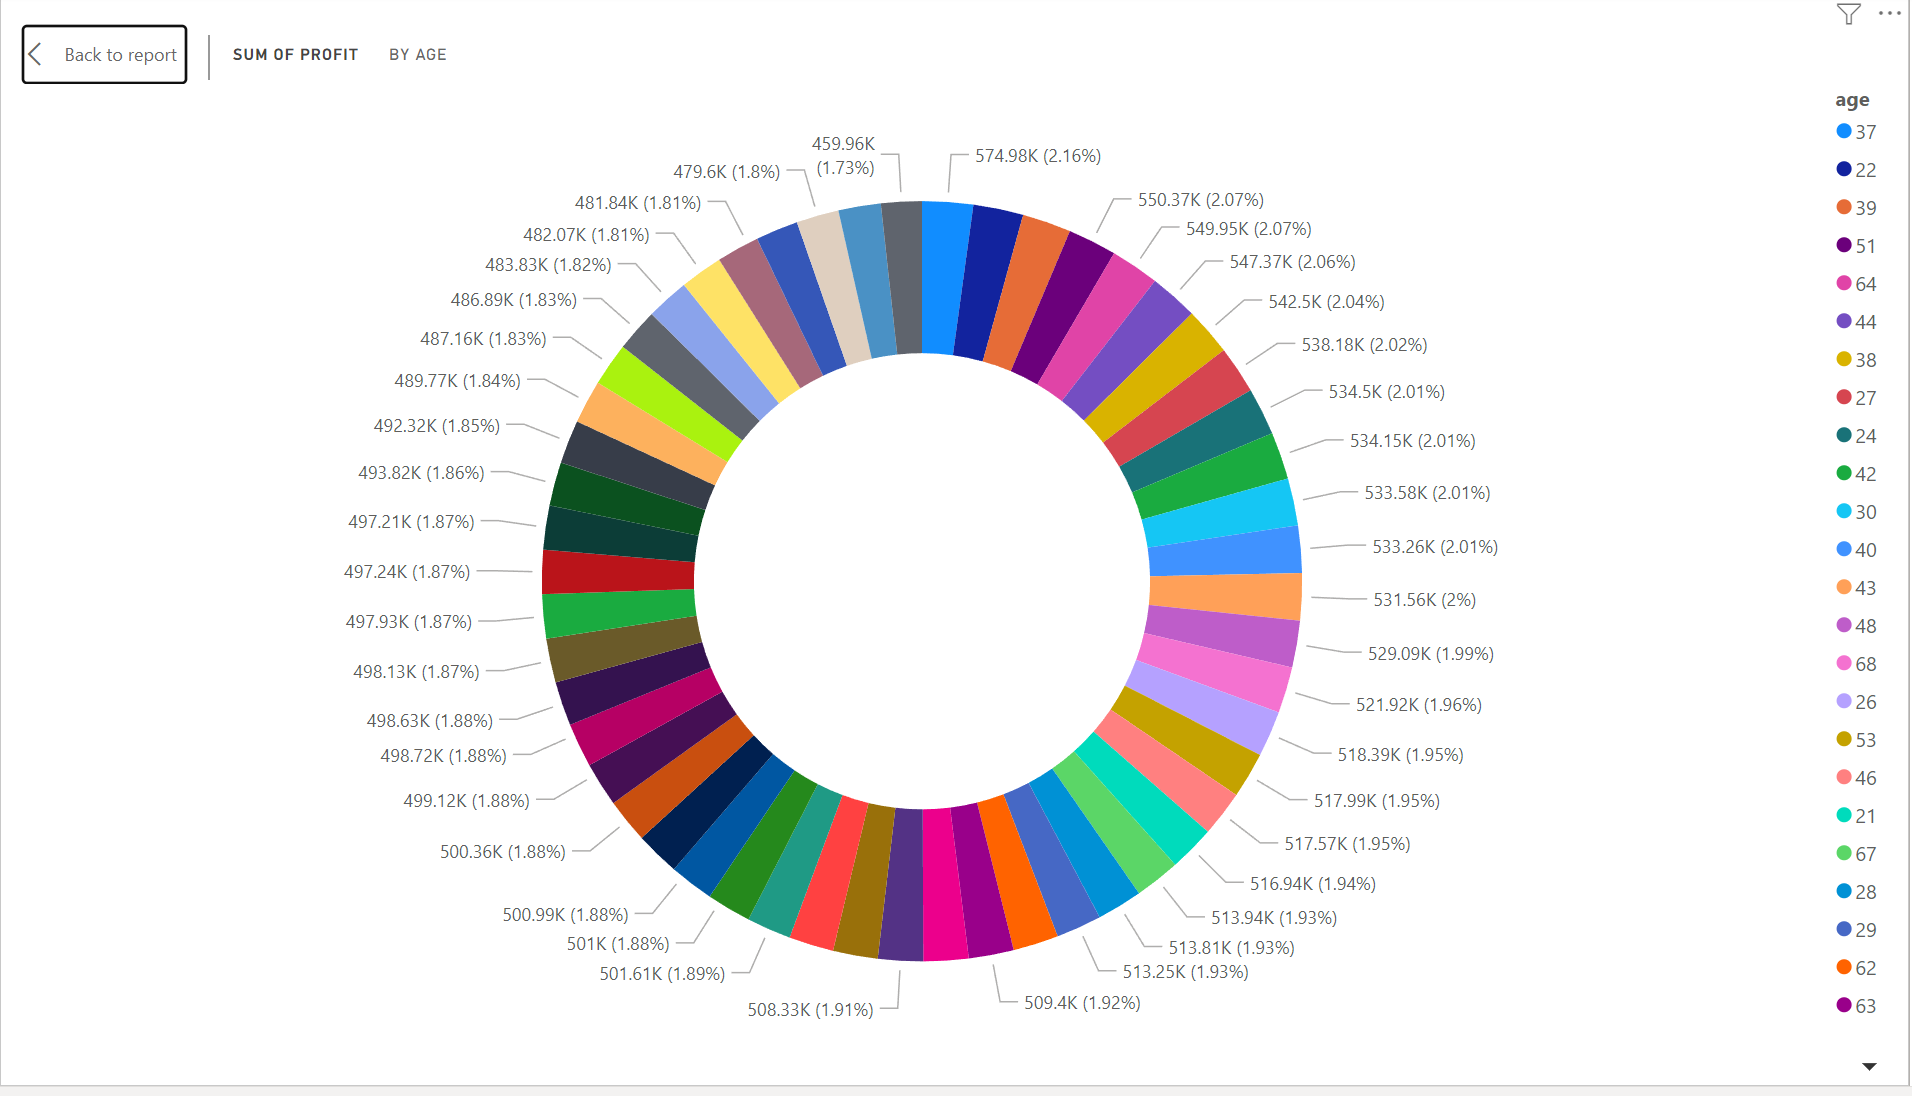 Back to report
SUM OF PROFIT
BY AGE
459.96K
(1.73%)
574.98K (2.16%)
550.37K (2.07%)
549.95K (2.07%)
547.37K (2.06%)
542.5K (2.04%)
538.18K (2.02%)
534.5K (2.01%)
534.15K (2.01%)
533.58K (2.01%)
533.26K (2.01%)
531.56K (2%)
529.09K (1.99%)
521.92K (1.96%)
518.39K (1.95%)
517.99K (1.95%)
517.57K (1.95%)
516.94K (1.94%)
513.94K (1.93%)
513.81K (1.93%)
513.25K (1.93%)
509.4K (1.92%)
508.33K (1.91%)
501.61K (1.89%)
501K (1.88%)
500.99K (1.88%)
500.36K (1.88%)
499.12K (1.88%)
498.72K (1.88%)
498.63K (1.88%)
498.13K (1.87%)
497.93K (1.87%)
497.24K (1.87%)
497.21K (1.87%)
493.82K (1.86%)
492.32K (1.85%)
489.77K (1.84%)
487.16K (1.83%)
486.89K (1.83%)
483.83K (1.82%)
482.07K (1.81%)
481.84K (1.81%)
479.6K (1.8%)
age
37
22
39
51
64
44
38
27
24
42
30
40
43
48
68
26
53
46
21
67
28
29
62
63